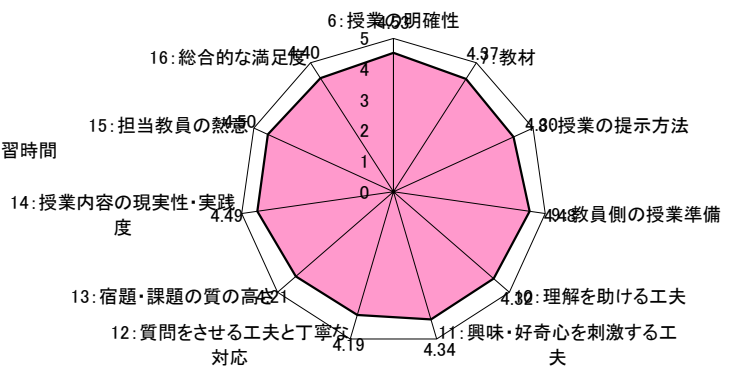 6:授業の明確性
4.53
7:教材
4.37
8:授業の提示方法
4.30
9:教員側の授業準備
4.48
10:理解を助ける工夫
4.32
11:興味・好奇心を刺激する工
夫
4.34
12:質問をさせる工夫と丁寧な
対応
4.19
13:宿題・課題の質の高さ
4.21
14:授業内容の現実性・実践
度
4.49
15:担当教員の熱意
4.50
16:総合的な満足度
4.40
習時間
5
4
3
2
1
0